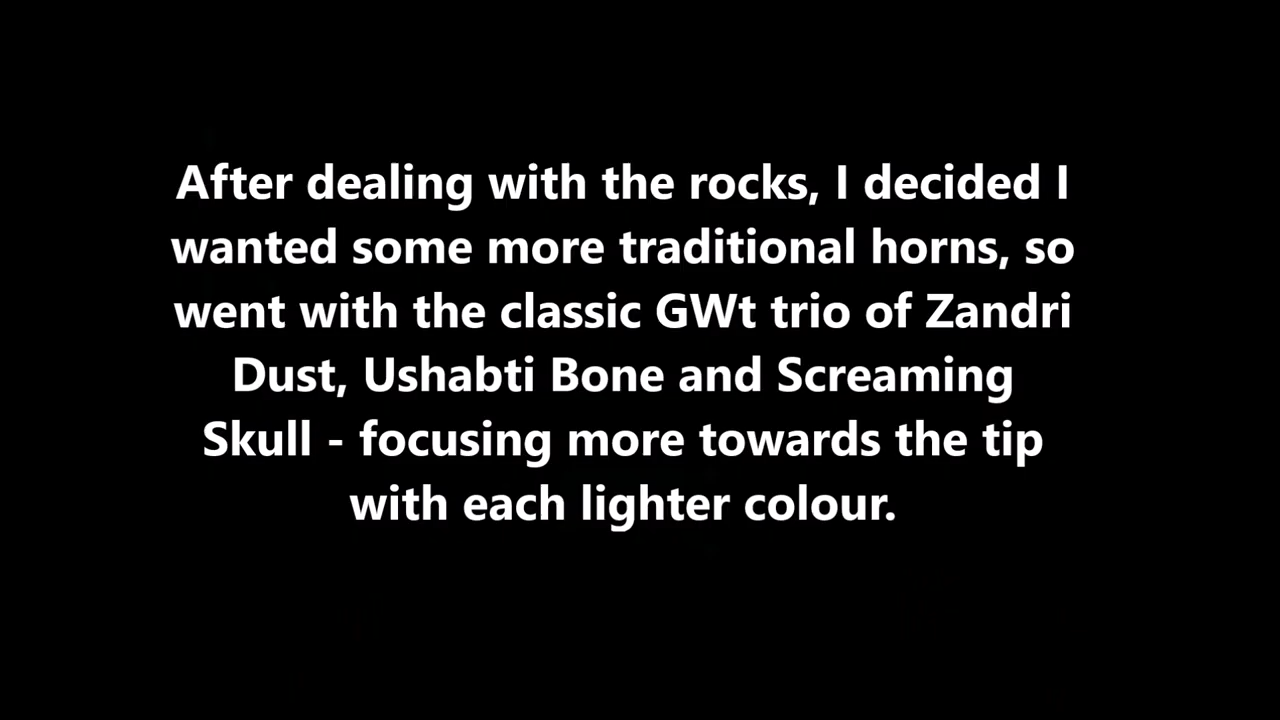 After dealing with the rocks, I decided I
wanted some more traditional horns, so
went with the classic GWt trio of Zandri
Dust, Ushabti Bone and Screaming
Skull - focusing more towards the tip
with each lighter colour.